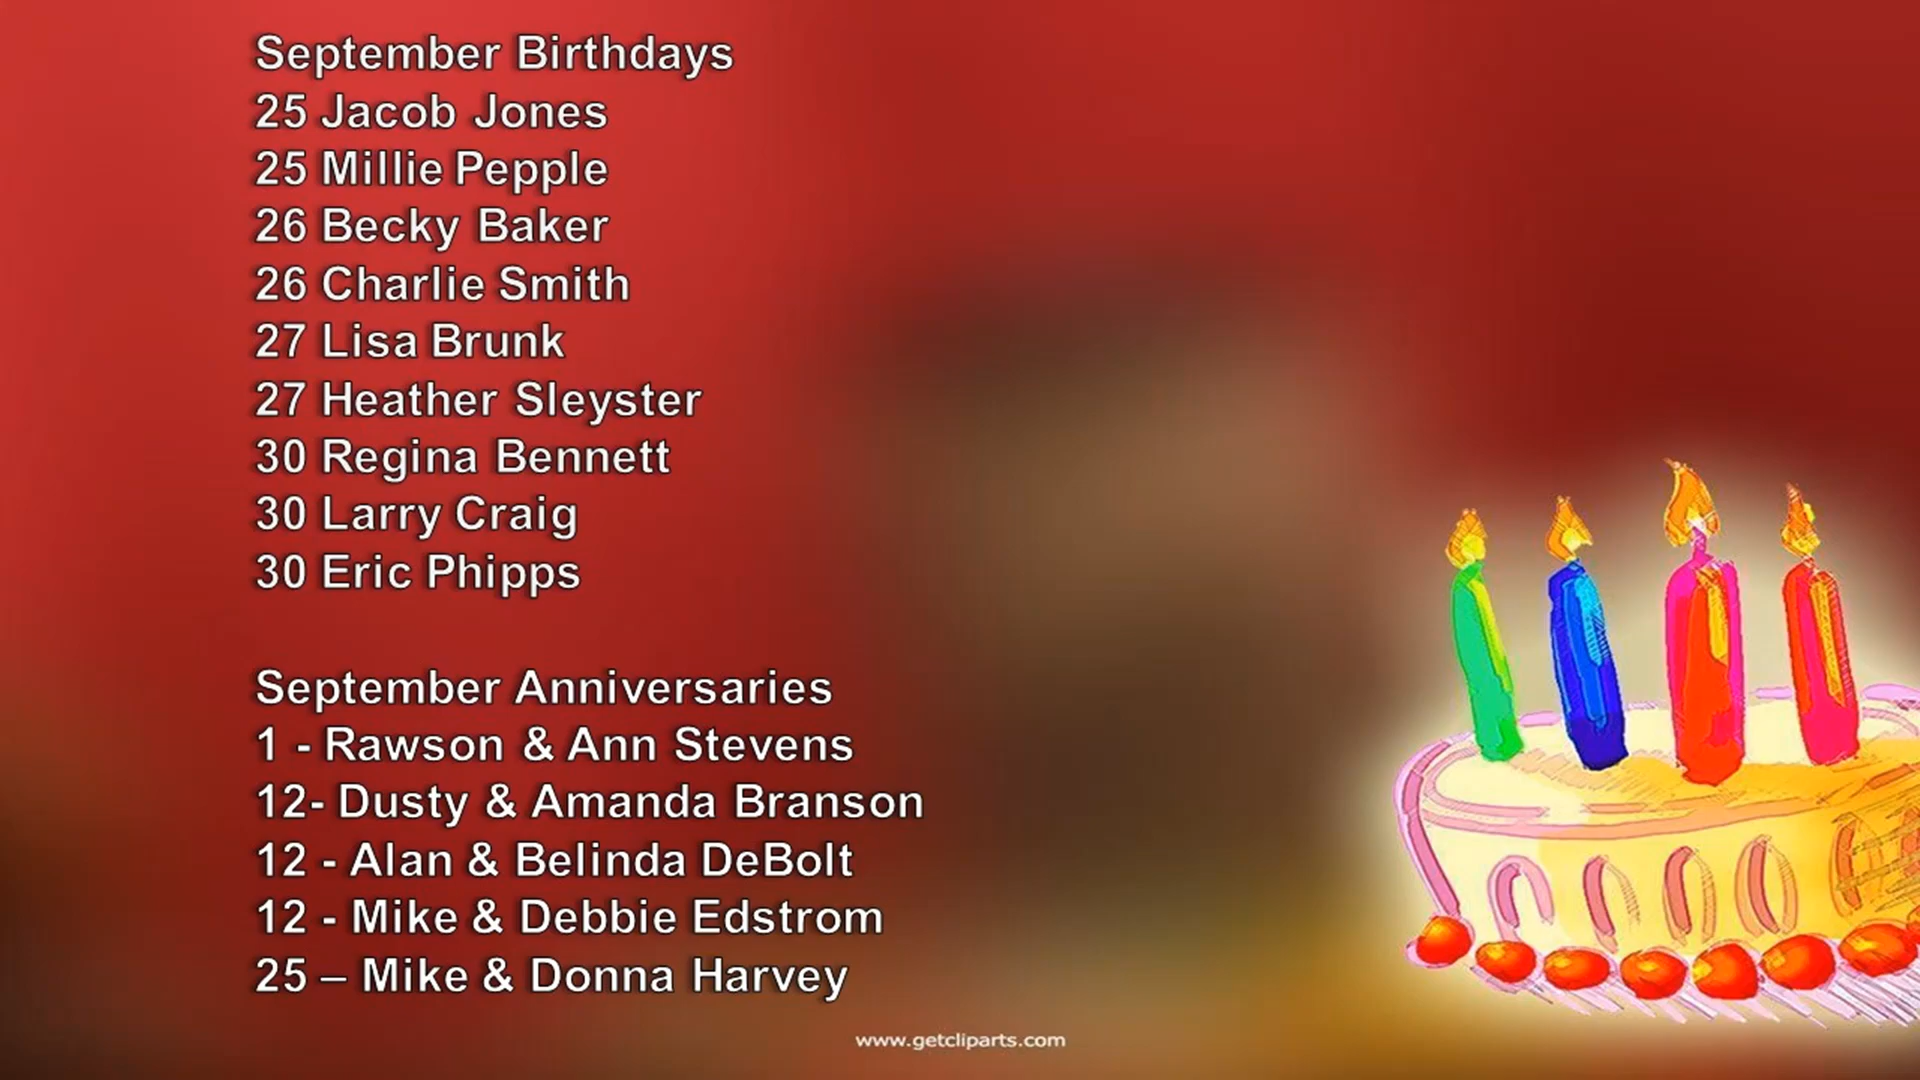 September Birthdays
25 Jacob Jones
25 Millie Pepple
26 Becky Baker
26 Charlie Smith
27 Lisa Brunk
27 Heather Sleyster
30 Regina Bennett
30 Larry Craig
30 Eric Phipps
September Anniversaries
1 - Rawson & Ann Stevens
12- Dusty & Amanda Branson
12 - Alan & Belinda DeBolt
12 - Mike & Debbie Edstrom
25 – Mike & Donna Harvey
www.getcliparts.com